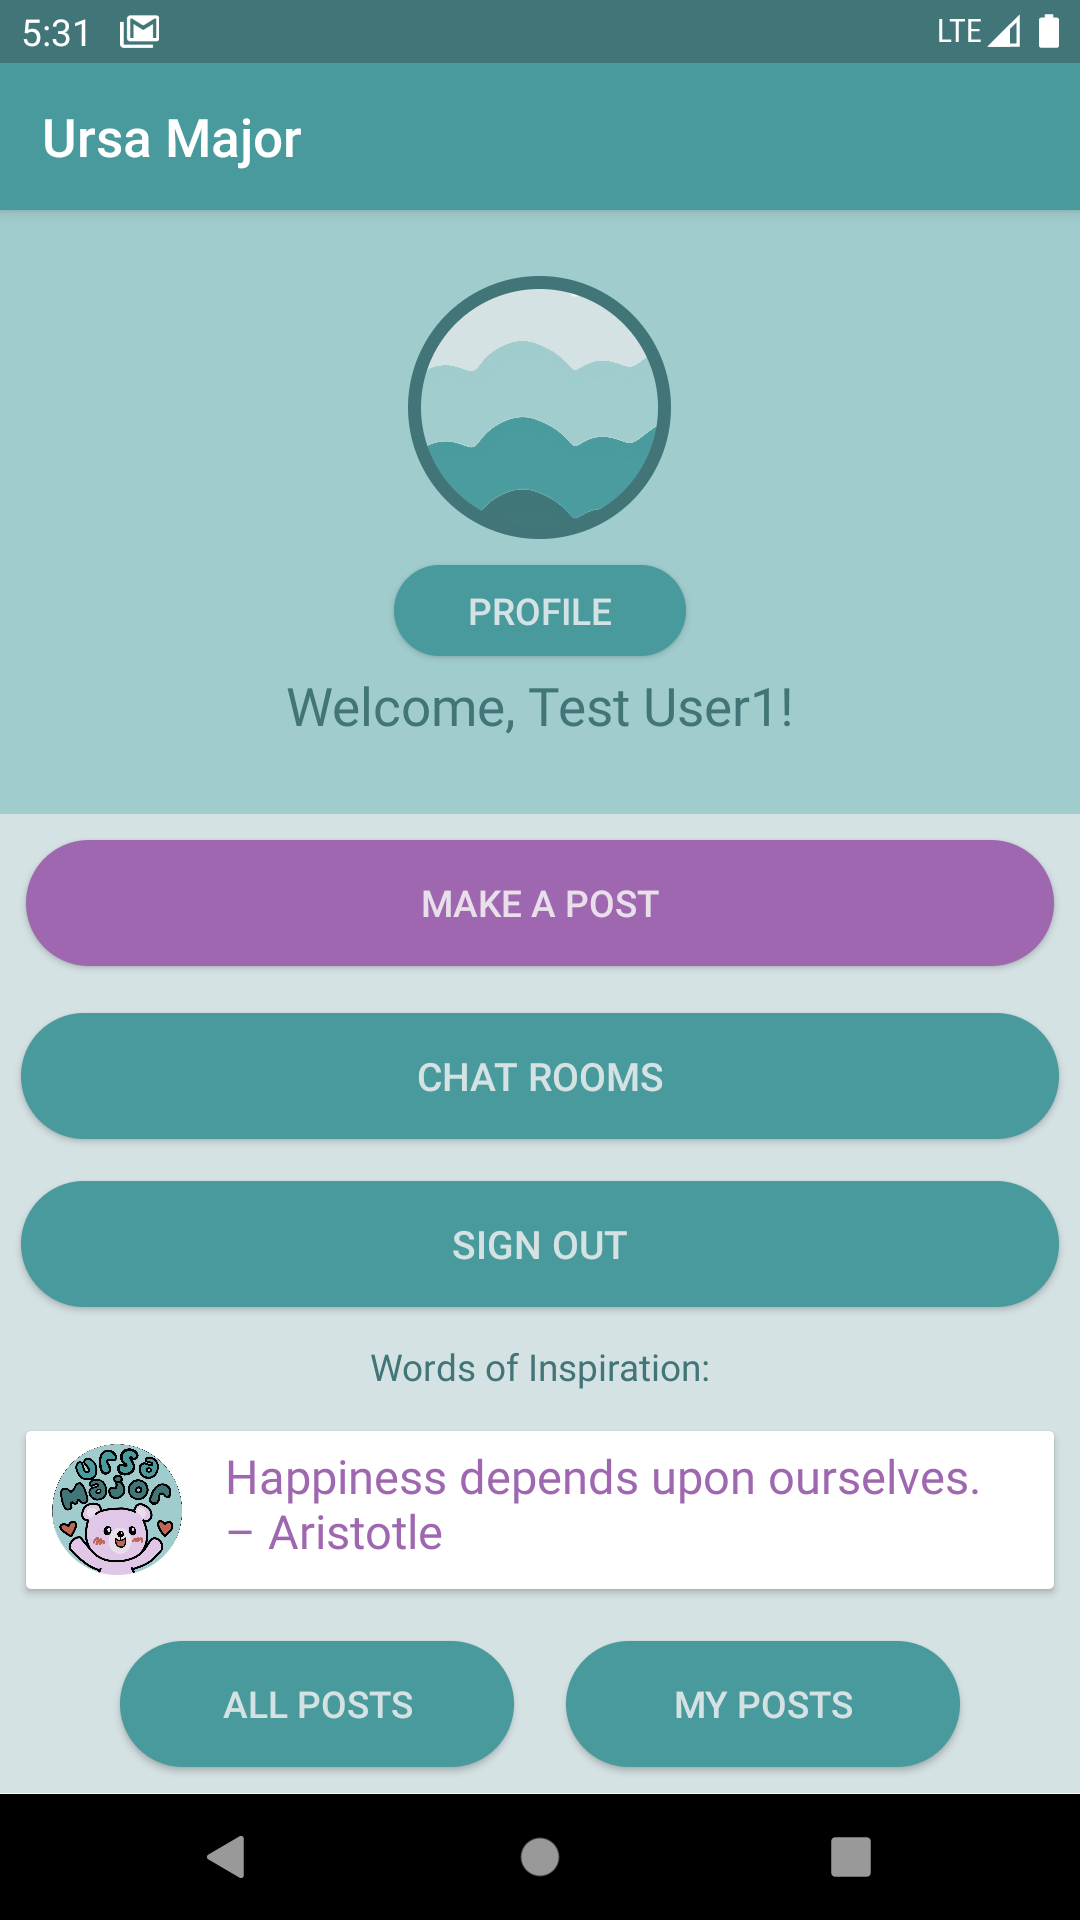 5:31
LTE
Ursa Major
PROFILE
Welcome, Test User1!
MAKE A POST
CHAT ROOMS
SIGN OUT
Words of Inspiration:
ursa
major
Happiness depends upon ourselves.
– Aristotle
ALL POSTS
MY POSTS